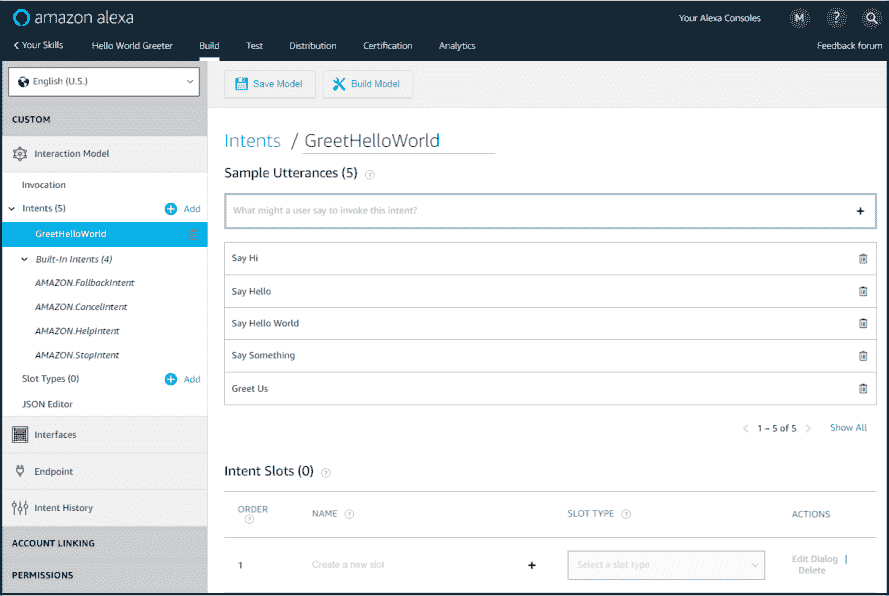 amazon alexa
Your Alexa Consoles M ?
Your Skills Hello World Greeter Build Test Distribution Certification Analytics Feedback forum
English (U.S.)
Save Model Build Model
CUSTOM
Interaction Model
Invocation
Intents (5) Add
GreetHelloWorld
Built-In Intents (4)
AMAZON.FallbackIntent
AMAZON.CancelIntent
AMAZON.HelpIntent
AMAZON.StopIntent
Slot Types (0) Add
JSON Editor
Interfaces
Endpoint
Intent History
ACCOUNT LINKING
PERMISSIONS
Intents / GreetHelloWorld
Sample Utterances (5) ?
What might a user say to invoke this intent? +
Say Hi
Say Hello
Say Hello World
Say Something
Greet Us
1 – 5 of 5 Show All
Intent Slots (0) ?
ORDER ? NAME ? SLOT TYPE ? ACTIONS
1 Create a new slot + Select a slot type Edit Dialog |
Delete